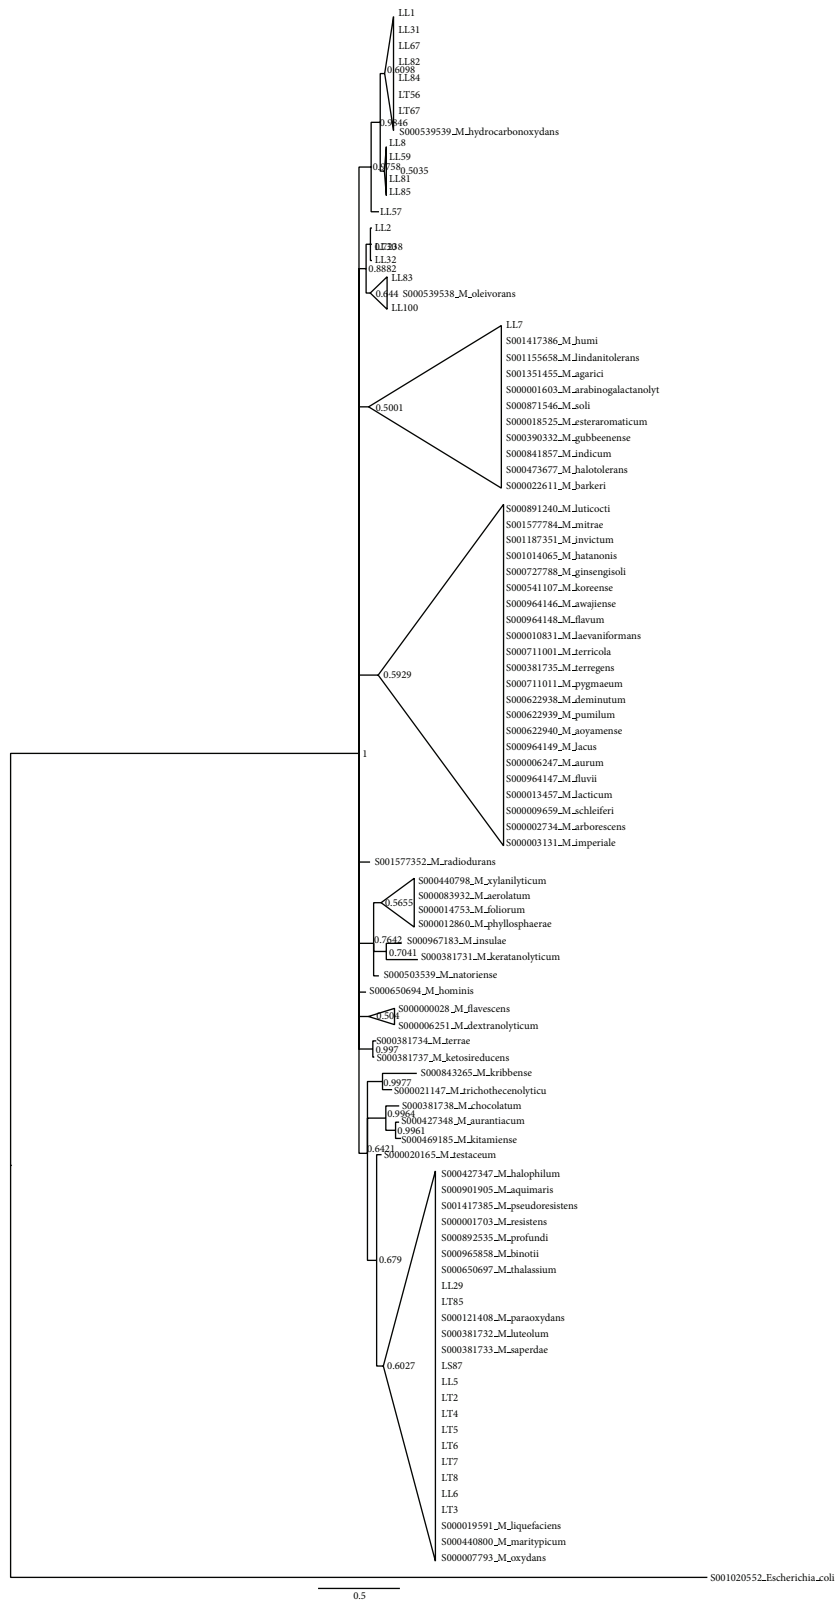 LL1
LL31
LL67
LL82
0.6098
LL84
LT56
LT67
0.9846
S000539539_M_hydrocarbonoxydans
LL8
LL59
0.9758
0.5035
LL81
LL85
LL57
LL2
LL32
0.8882
LL83
0.644
S000539538_M_oleivorans
LL100
LL7
S001417386_M_humi
S001155658_M_lindanitolerans
S001351455_M_agarici
S000001603_M_arabinogalactanolyt
0.5001
S000871546_M_soli
S000018525_M_esteraromaticum
S000390332_M_gubbeenense
S000841857_M_indicum
S000473677_M_halotolerans
S000022611_M_barkeri
S000891240_M_luticocti
S001577784_M_mitrae
S001187351_M_invictum
S001014065_M_hatanonis
S000727788_M_ginsengisoli
S000541107_M_koreense
S000964146_M_awajiense
S000964148_M_flavum
S000010831_M_laevaniformans
S000711001_M_terricola
S000381735_M_terregens
0.5929
S000711011_M_pygmaeum
S000622938_M_deminutum
S000622939_M_pumilum
S000622940_M_aoyamense
S000964149_M_lacus
1
S000006247_M_aurum
S000964147_M_fluvii
S000013457_M_lacticum
S000009659_M_schleiferi
S000002734_M_arborescens
S000003131_M_imperiale
S001577352_M_radiodurans
S000440798_M_xylanilyticum
S000083932_M_aerolatum
0.5655
S000014753_M_foliorum
S000012860_M_phyllosphaerae
0.7642
S000967183_M_insulae
0.7041
S000381731_M_keratanolyticum
S000503539_M_natoriense
S000650694_M_hominis
S000000028_M_flavescens
0.504
S000006251_M_dextranolyticum
S000381734_M_terrae
0.997
S000381737_M_ketosireducens
S000843265_M_kribbense
0.9977
S000021147_M_trichothecenolyticu
S000381738_M_chocolatum
0.9964
S000427348_M_aurantiacum
0.9961
S000469185_M_kitamiense
0.6421
S000020165_M_testaceum
S000427347_M_halophilum
S000901905_M_aquimaris
S001417385_M_pseudoresistens
S000001703_M_resistens
S000892535_M_profundi
S000965858_M_binotii
0.679
S000650697_M_thalassium
LL29
LT85
S000121408_M_paraoxydans
S000381732_M_luteolum
S000381733_M_saperdae
0.6027
LS87
LL5
LT2
LT4
LT5
LT6
LT7
LT8
LL6
LT3
S000019591_M_liquefaciens
S000440800_M_maritypicum
S000007793_M_oxydans
S001020552_Escherichia_coli
0.5